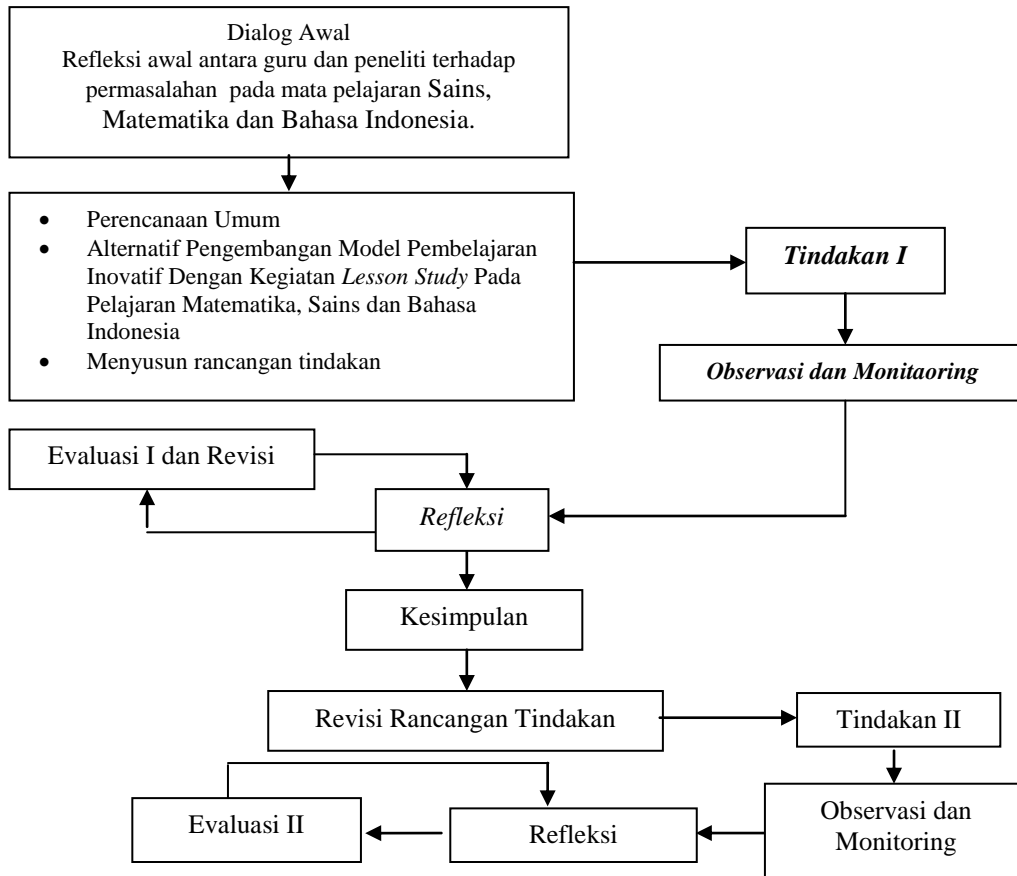 Dialog Awal
Refleksi awal antara guru dan peneliti terhadap
permasalahan pada mata pelajaran Sains,
Matematika dan Bahasa Indonesia.
• Perencanaan Umum
• Alternatif Pengembangan Model Pembelajaran
Inovatif Dengan Kegiatan Lesson Study Pada
Pelajaran Matematika, Sains dan Bahasa
Indonesia
• Menyusun rancangan tindakan
Tindakan I
Observasi dan Monitaoring
Evaluasi I dan Revisi
Refleksi
Kesimpulan
Revisi Rancangan Tindakan
Tindakan II
Observasi dan
Monitoring
Refleksi
Evaluasi II